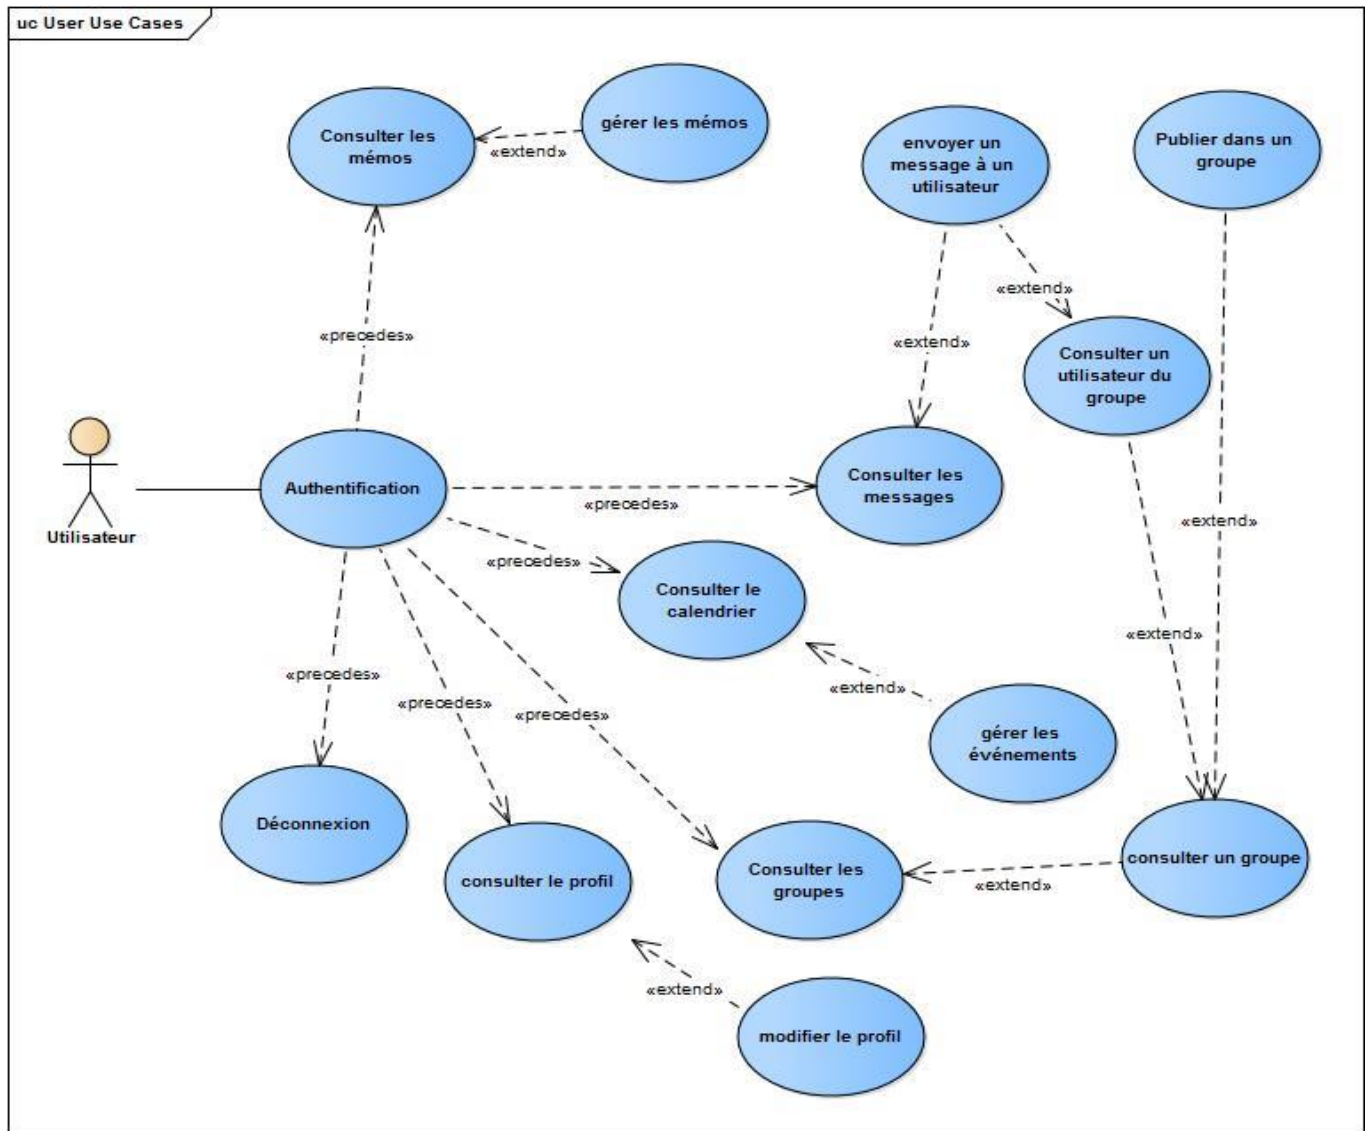 uc User Use Cases
Consulter les
mémos
gérer les mémos
«extend»
envoyer un
message à un
utilisateur
Publier dans un
groupe
«extend»
«precedes»
«extend»
Consulter un
utilisateur du
groupe
Utilisateur
Authentification
«precedes»
Consulter les
messages
«extend»
«precedes»
Consulter le
calendrier
«extend»
«precedes»
«precedes»
«precedes»
«extend»
gérer les
événements
Déconnexion
consulter le profil
Consulter les
groupes
«extend»
consulter un groupe
«extend»
modifier le profil